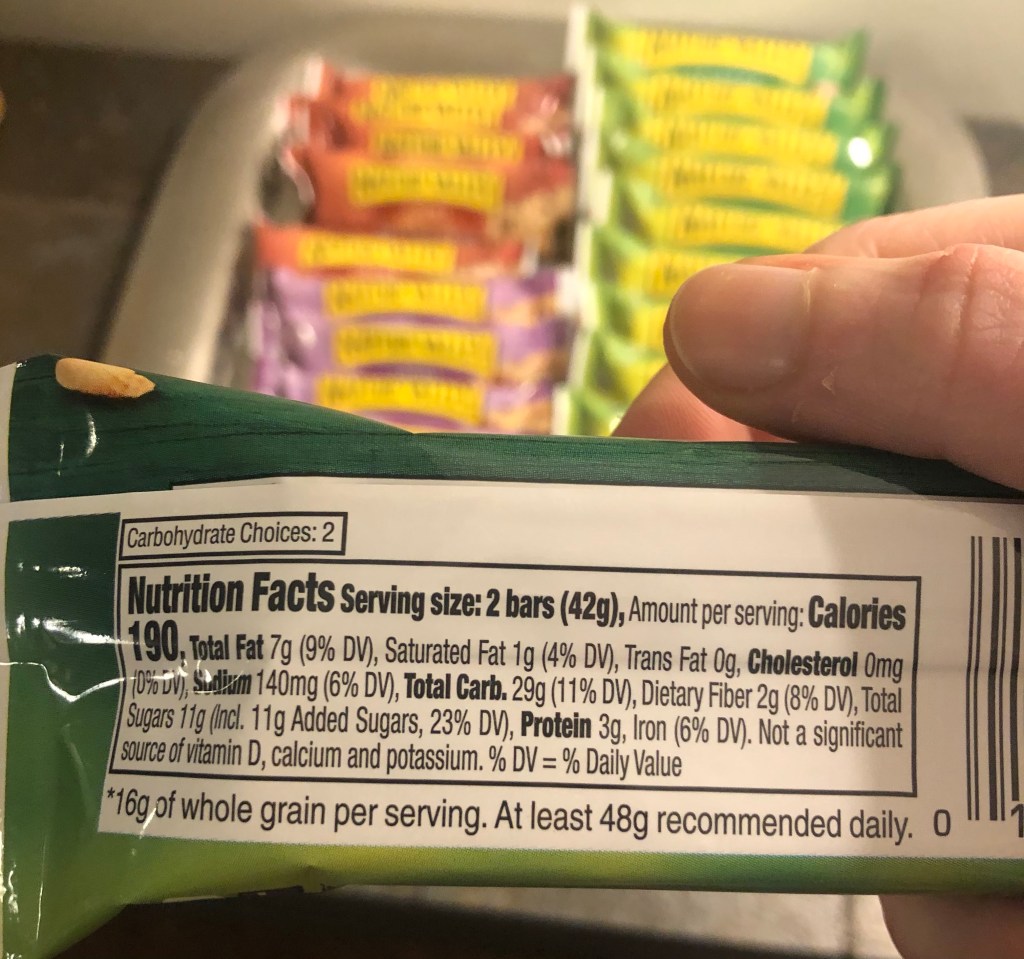 Carbohydrate Choices: 2
Nutrition Facts Serving size: 2 bars (42g), Amount per serving: Calories
190, Total Fat 7g (9% DV), Saturated Fat 1g (4% DV), Trans Fat 0g, Cholesterol 0mg
(0% DV), Sodium 140mg (6% DV), Total Carb. 29g (11% DV), Dietary Fiber 2g (8% DV), Total
Sugars 11g (Incl. 11g Added Sugars, 23% DV), Protein 3g, Iron (6% DV). Not a significant
source of vitamin D, calcium and potassium. % DV = % Daily Value
*16g of whole grain per serving. At least 48g recommended daily. 0 1